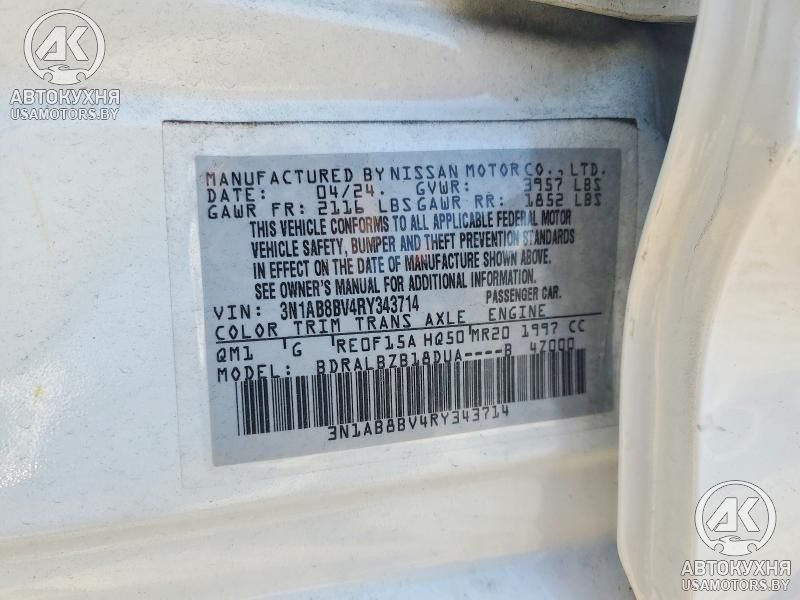 AK
АВТОКУХНЯ
USAMOTORS.BY
MANUFACTURED BY NISSAN MOTOR CO., LTD.
DATE: 04/24. GVWR: 3957 LBS
GAWR FR: 2116 LBS GAWR RR: 1852 LBS
THIS VEHICLE CONFORMS TO ALL APPLICABLE FEDERAL MOTOR
VEHICLE SAFETY, BUMPER AND THEFT PREVENTION STANDARDS
IN EFFECT ON THE DATE OF MANUFACTURE SHOWN ABOVE.
SEE OWNER'S MANUAL FOR ADDITIONAL INFORMATION.
VIN: 3N1AB8BV4RY343714 PASSENGER CAR.
COLOR TRIM TRANS AXLE ENGINE
QM1 G RE0F15A HQ50 MR20 1997 CC
MODEL: BDRALBZB18DUA----B 47000
3N1AB8BV4RY343714
AK
АВТОКУХНЯ
USAMOTORS.BY